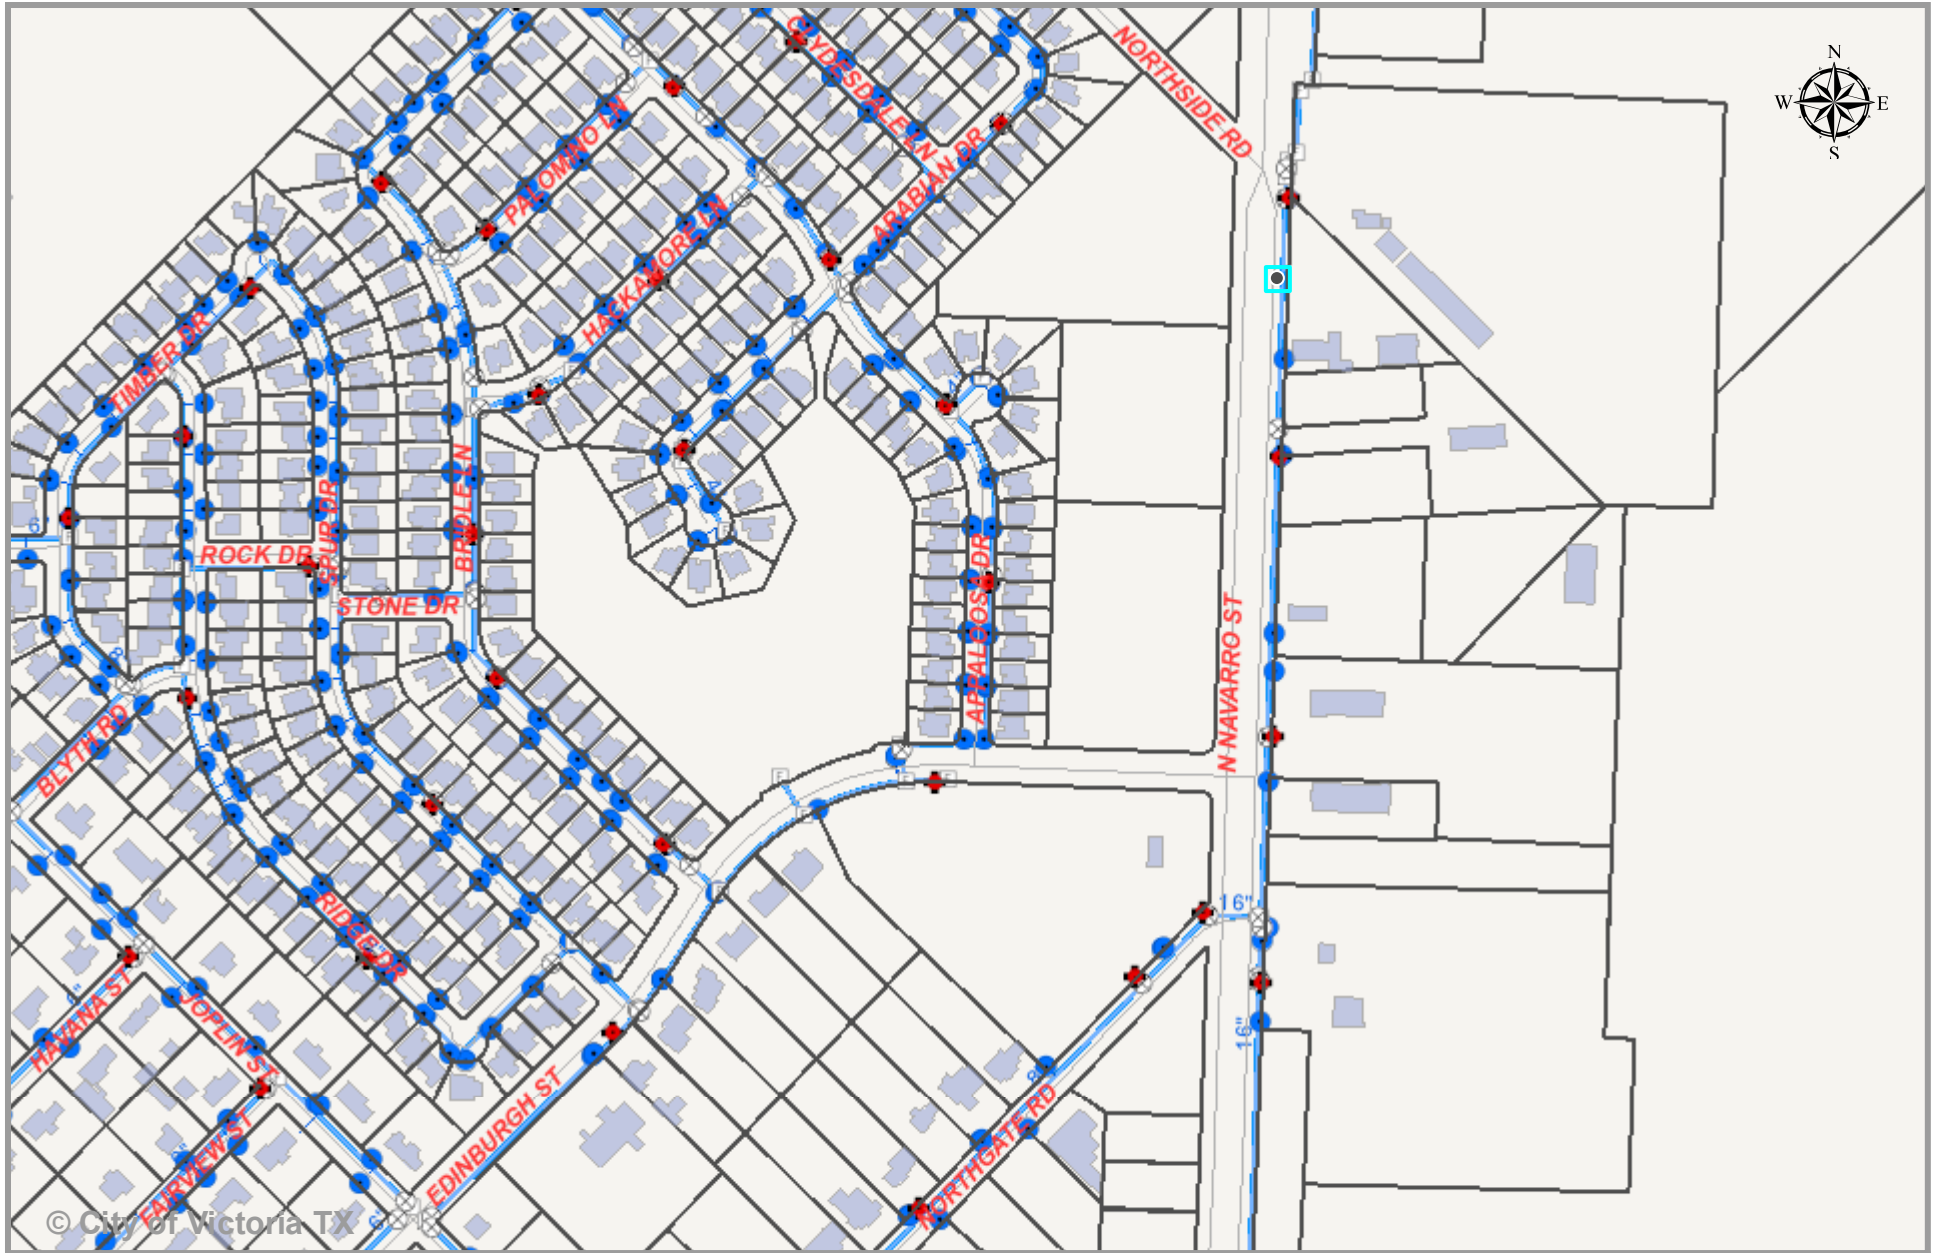 NORTHSIDE RD
CLYDESDALE LN
N
W E
S
PALOMINO LN
ARABIAN DR
HACKAMORE LN
TIMBER DR
BRIDLE LN
SPUR DR
6"
ROCK DR
STONE DR
APPALOOSA DR
N NAVARRO ST
BLYTH RD
16"
RIDGE DR
HAVANA ST
JOPLIN ST
16"
EDINBURGH ST
NORTHGATE RD
FAIRVIEW ST
6"
© City of Victoria TX